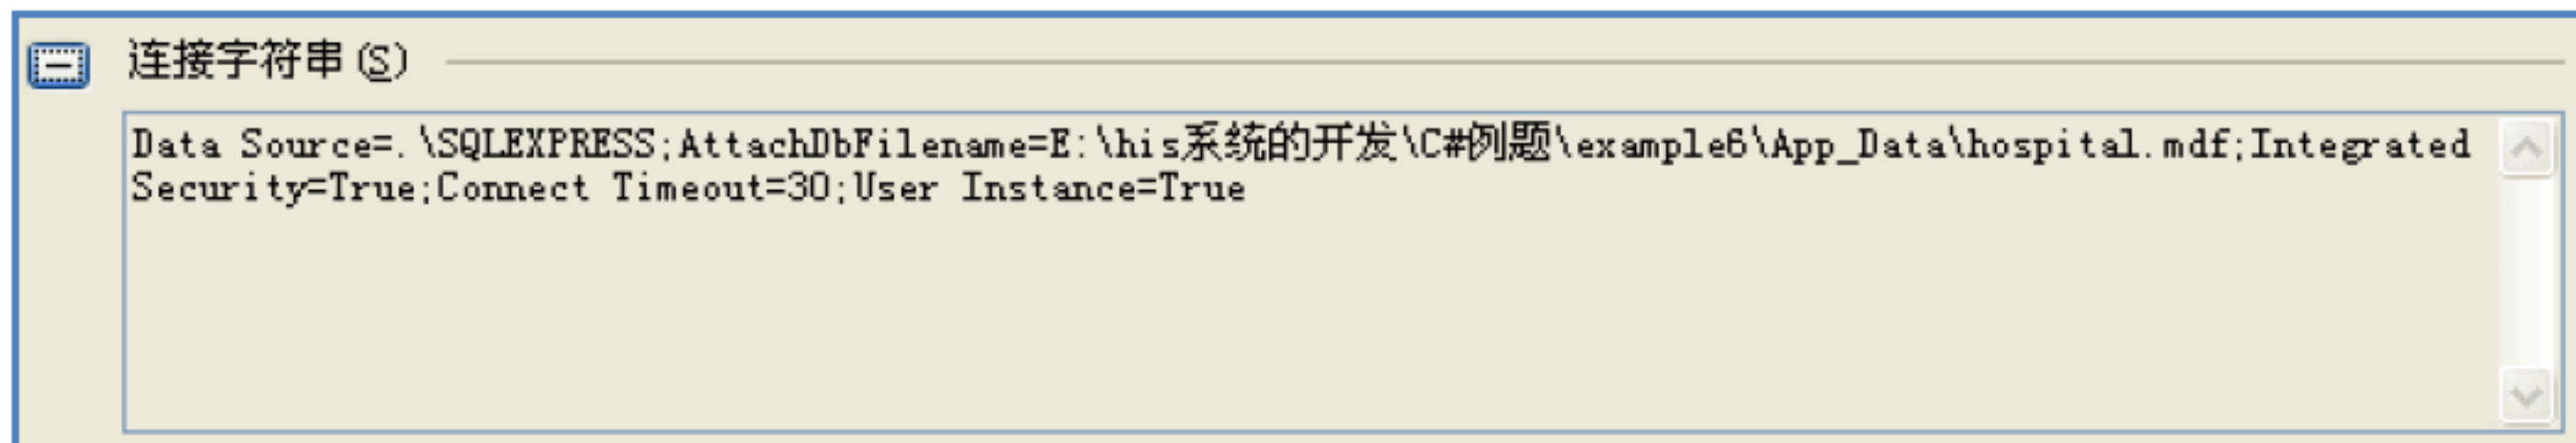 连接字符串(S)
Data Source=.\SQLEXPRESS;AttachDbFilename=E:\his系统的开发\C#例题\example6\App_Data\hospital.mdf;Integrated
Security=True;Connect Timeout=30;User Instance=True